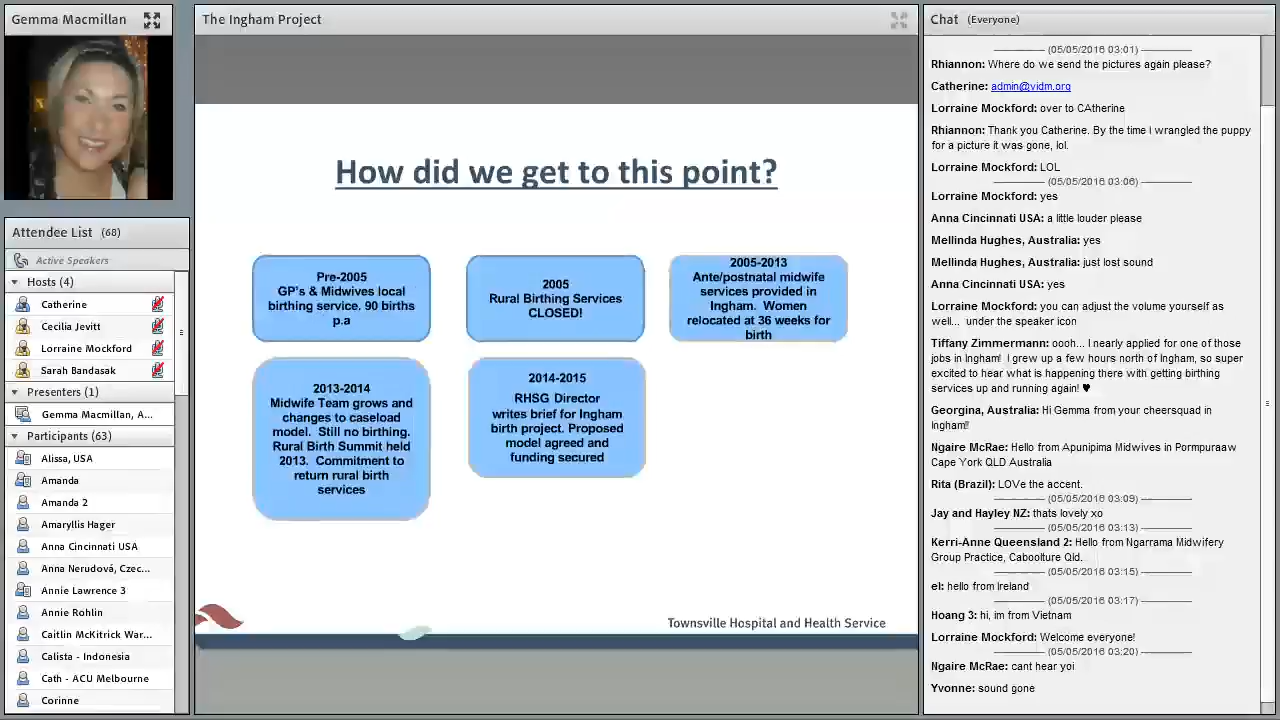 Gemma Macmillan
Attendee List (68)
Active Speakers
Hosts (4)
Catherine
Cecilia Jevitt
Lorraine Mockford
Sarah Bandasak
Presenters (1)
Gemma Macmillan, A...
Participants (63)
Alissa, USA
Amanda
Amanda 2
Amaryllis Hager
Anna Cincinnati USA
Anna Nerudová, Czec...
Annie Lawrence 3
Annie Rohlin
Caitlin McKitrick War...
Calista - Indonesia
Cath - ACU Melbourne
Corinne
The Ingham Project
How did we get to this point?
Pre-2005
GP's & Midwives local
birthing service. 90 births
p.a
2005
Rural Birthing Services
CLOSED!
2005-2013
Ante/postnatal midwife
services provided in
Ingham. Women
relocated at 36 weeks for
birth
2013-2014
Midwife Team grows and
changes to caseload
model. Still no birthing.
Rural Birth Summit held
2013. Commitment to
return rural birth
services
2014-2015
RHSG Director
writes brief for Ingham
birth project. Proposed
model agreed and
funding secured
Townsville Hospital and Health Service
Chat (Everyone)
(05/05/2016 03:01)
Rhiannon: Where do we send the pictures again please?
Catherine: admin@vidm.org
Lorraine Mockford: over to CAtherine
Rhiannon: Thank you Catherine. By the time I wrangled the puppy
for a picture it was gone, lol.
Lorraine Mockford: LOL
(05/05/2016 03:06)
Lorraine Mockford: yes
Anna Cincinnati USA: a little louder please
Mellinda Hughes, Australia: yes
Mellinda Hughes, Australia: just lost sound
Anna Cincinnati USA: yes
Lorraine Mockford: you can adjust the volume yourself as
well... under the speaker icon
Tiffany Zimmermann: oooh... I nearly applied for one of those
jobs in Ingham! I grew up a few hours north of Ingham, so super
excited to hear what is happening there with getting birthing
services up and running again! ♥
Georgina, Australia: Hi Gemma from your cheersquad in
Ingham!!
Ngaire McRae: Hello from Apunipima Midwives in Pormpuraaw
Cape York QLD Australia
Rita (Brazil): LOVe the accent.
(05/05/2016 03:09)
Jay and Hayley NZ: thats lovely xo
(05/05/2016 03:13)
Kerri-Anne Queensland 2: Hello from Ngarrama Midwifery
Group Practice, Caboolture Qld.
(05/05/2016 03:15)
el: hello from Ireland
(05/05/2016 03:17)
Hoang 3: hi, im from Vietnam
Lorraine Mockford: Welcome everyone!
(05/05/2016 03:20)
Ngaire McRae: cant hear yoi
Yvonne: sound gone